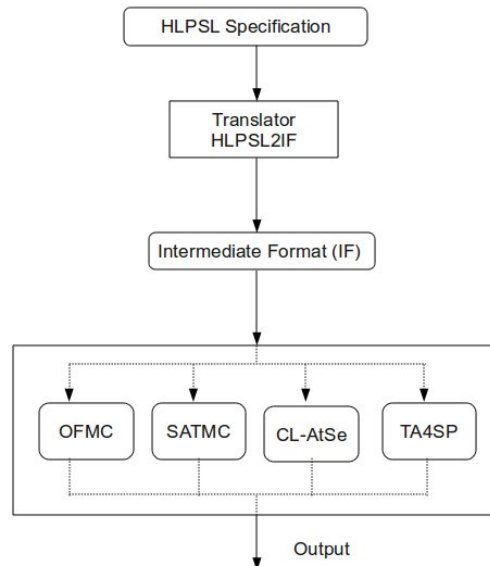 HLPSL Specification
Translator
HLPSL2IF
Intermediate Format (IF)
OFMC
SATMC
CL-AtSe
TA4SP
Output